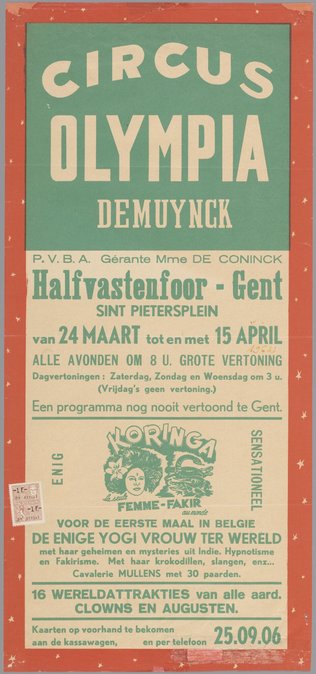 CIRCUS
OLYMPIA
DEMUYNCK
P.V.B.A. Gérante Mme DE CONINCK
Halfvastenfoor - Gent
SINT PIETERSPLEIN
van 24 MAART tot en met 15 APRIL
ALLE AVONDEN OM 8 U. GROTE VERTONING
Dagvertoningen : Zaterdag, Zondag en Woensdag om 3 u.
(Vrijdag's geen vertoning.)
Een programma nog nooit vertoond te Gent.
ENIG
KORINGA
la seule
FEMME-FAKIR
au monde
SENSATIONEEL
VOOR DE EERSTE MAAL IN BELGIE
DE ENIGE YOGI VROUW TER WERELD
met haar geheimen en mysteries uit Indie. Hypnotisme
en Fakirisme. Met haar krokodillen, slangen, enz...
Cavalerie MULLENS met 30 paarden.
16 WERELDATTRAKTIES van alle aard.
CLOWNS EN AUGUSTEN.
Kaarten op voorhand te bekomen
aan de kassawagen, en per telefoon 25.09.06